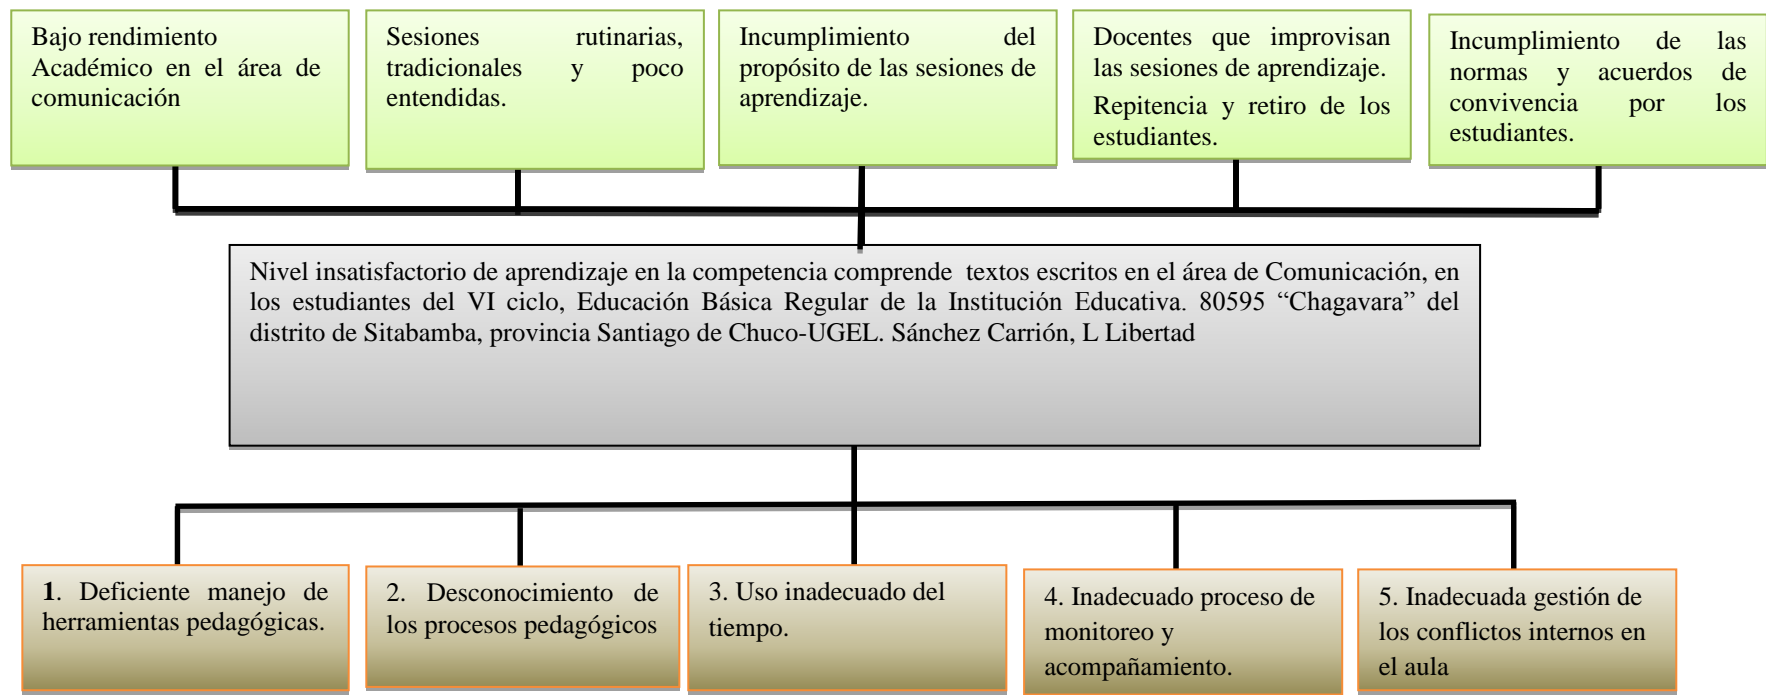 Bajo rendimiento
Académico en el área de
comunicación
Sesiones rutinarias,
tradicionales y poco
entendidas.
Incumplimiento del
propósito de las sesiones de
aprendizaje.
Docentes que improvisan
las sesiones de aprendizaje.
Repitencia y retiro de los
estudiantes.
Incumplimiento de las
normas y acuerdos de
convivencia por los
estudiantes.
Nivel insatisfactorio de aprendizaje en la competencia comprende textos escritos en el área de Comunicación, en
los estudiantes del VI ciclo, Educación Básica Regular de la Institución Educativa. 80595 “Chagavara” del
distrito de Sitabamba, provincia Santiago de Chuco-UGEL. Sánchez Carrión, L Libertad
1. Deficiente manejo de
herramientas pedagógicas.
2. Desconocimiento de
los procesos pedagógicos
3. Uso inadecuado del
tiempo.
4. Inadecuado proceso de
monitoreo y
acompañamiento.
5. Inadecuada gestión de
los conflictos internos en
el aula